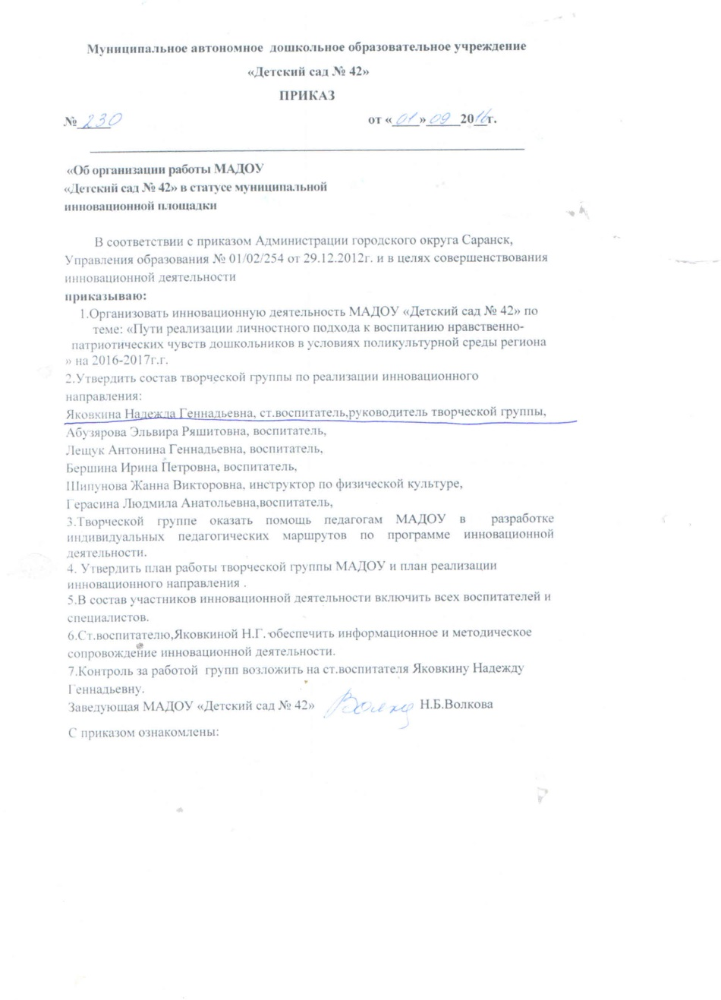 Муниципальное автономное дошкольное образовательное учреждение
«Детский сад № 42»
ПРИКАЗ
№ 230 от « 01 » 09 2016 г.
«Об организации работы МАДОУ
«Детский сад № 42» в статусе муниципальной
инновационной площадки
В соответствии с приказом Администрации городского округа Саранск,
Управления образования № 01/02/254 от 29.12.2012г. и в целях совершенствования
инновационной деятельности
приказываю:
1.Организовать инновационную деятельность МАДОУ «Детский сад № 42» по
теме: «Пути реализации личностного подхода к воспитанию нравственно-
патриотических чувств дошкольников в условиях поликультурной среды региона
» на 2016-2017г.г.
2.Утвердить состав творческой группы по реализации инновационного
направления:
Яковкина Надежда Геннадьевна, ст.воспитатель,руководитель творческой группы,
Абузярова Эльвира Ряшитовна, воспитатель,
Лещук Антонина Геннадьевна, воспитатель,
Бершина Ирина Петровна, воспитатель,
Шипунова Жанна Викторовна, инструктор по физической культуре,
Герасина Людмила Анатольевна,воспитатель,
3.Творческой группе оказать помощь педагогам МАДОУ в разработке
индивидуальных педагогических маршрутов по программе инновационной
деятельности.
4. Утвердить план работы творческой группы МАДОУ и план реализации
инновационного направления .
5.В состав участников инновационной деятельности включить всех воспитателей и
специалистов.
6.Ст.воспитателю,Яковкиной Н.Г. обеспечить информационное и методическое
сопровождение инновационной деятельности.
7.Контроль за работой групп возложить на ст.воспитателя Яковкину Надежду
Геннадьевну.
Заведующая МАДОУ «Детский сад № 42» Н.Б.Волкова
С приказом ознакомлены: